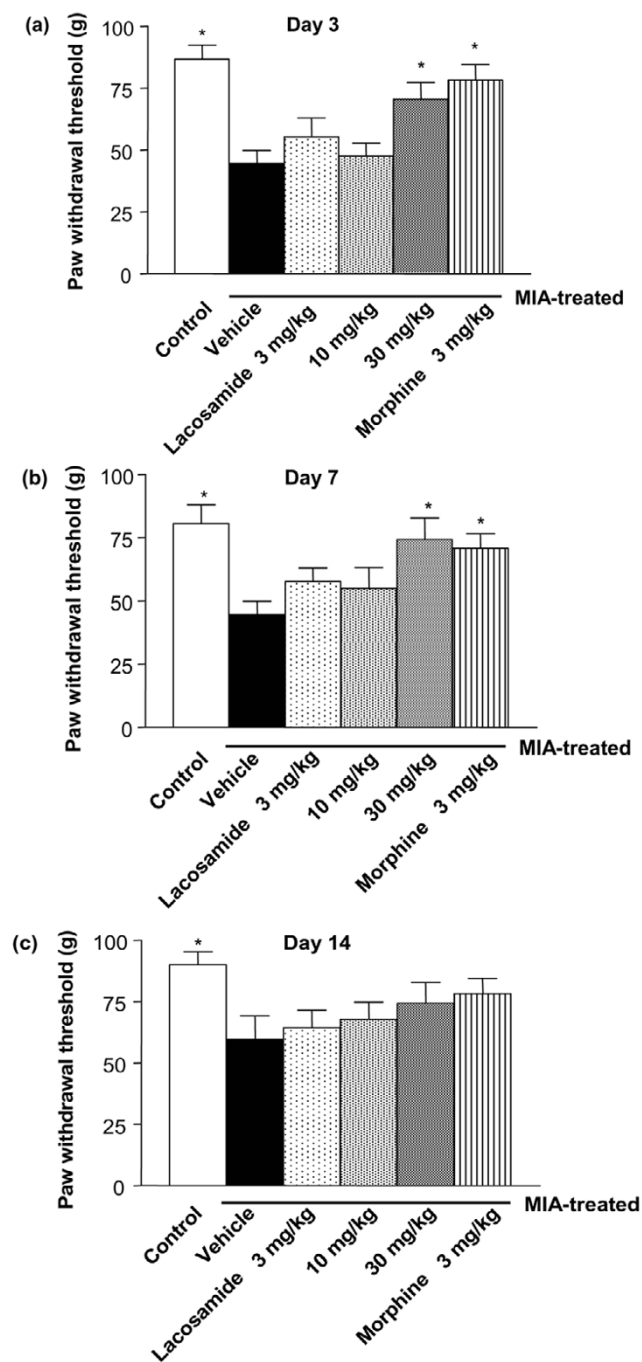 (a)
Day 3
Paw withdrawal threshold (g)
100
75
50
25
0
*
*
*
MIA-treated
Control
Vehicle
Lacosamide 3 mg/kg
10 mg/kg
30 mg/kg
Morphine 3 mg/kg
(b)
Day 7
Paw withdrawal threshold (g)
100
75
50
25
0
*
*
*
MIA-treated
Control
Vehicle
Lacosamide 3 mg/kg
10 mg/kg
30 mg/kg
Morphine 3 mg/kg
(c)
Day 14
Paw withdrawal threshold (g)
100
75
50
25
0
*
MIA-treated
Control
Vehicle
Lacosamide 3 mg/kg
10 mg/kg
30 mg/kg
Morphine 3 mg/kg